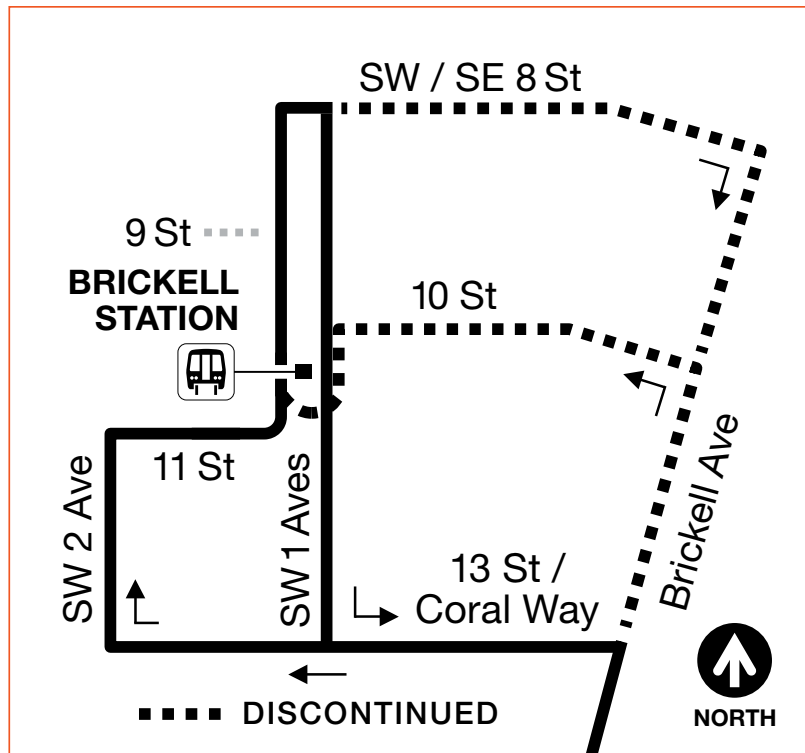 SW / SE 8 St
9 St
BRICKELL
STATION
10 St
11 St
SW 2 Ave
SW 1 Aves
13 St /
Coral Way
Brickell Ave
NORTH
DISCONTINUED